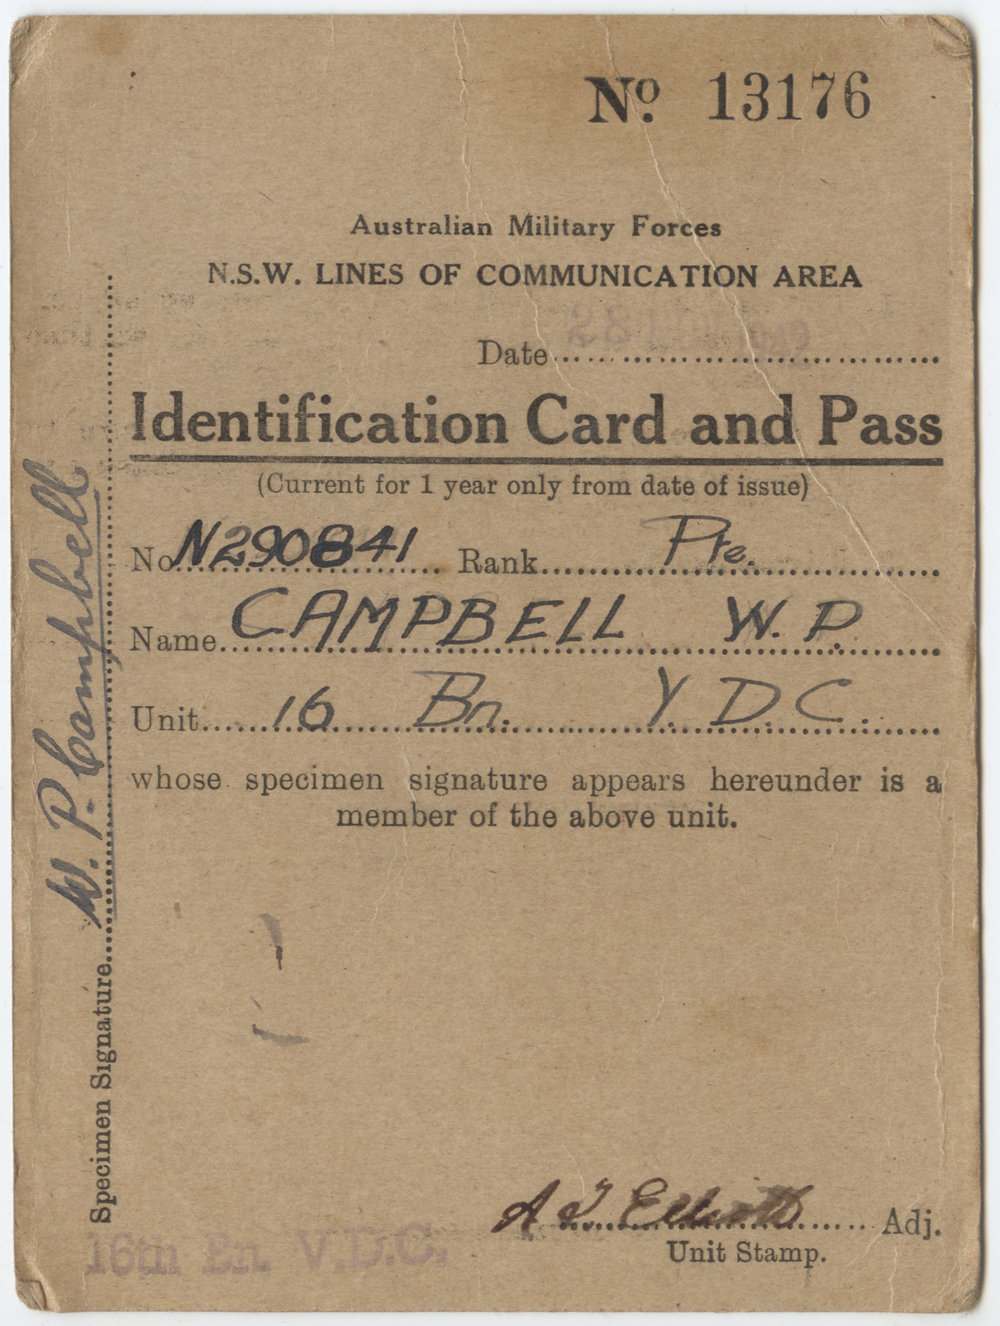 No. 13176
Australian Military Forces
N.S.W. LINES OF COMMUNICATION AREA
Date 28
Identification Card and Pass
(Current for 1 year only from date of issue)
No. N290841 Rank Pte.
Name CAMPBELL W. P.
Unit 16 Bn. V. D. C.
whose specimen signature appears hereunder is a
member of the above unit.
Specimen Signature W. P. Campbell
A J Elliott Adj.
Unit Stamp.
16th Bn. V.D.C.